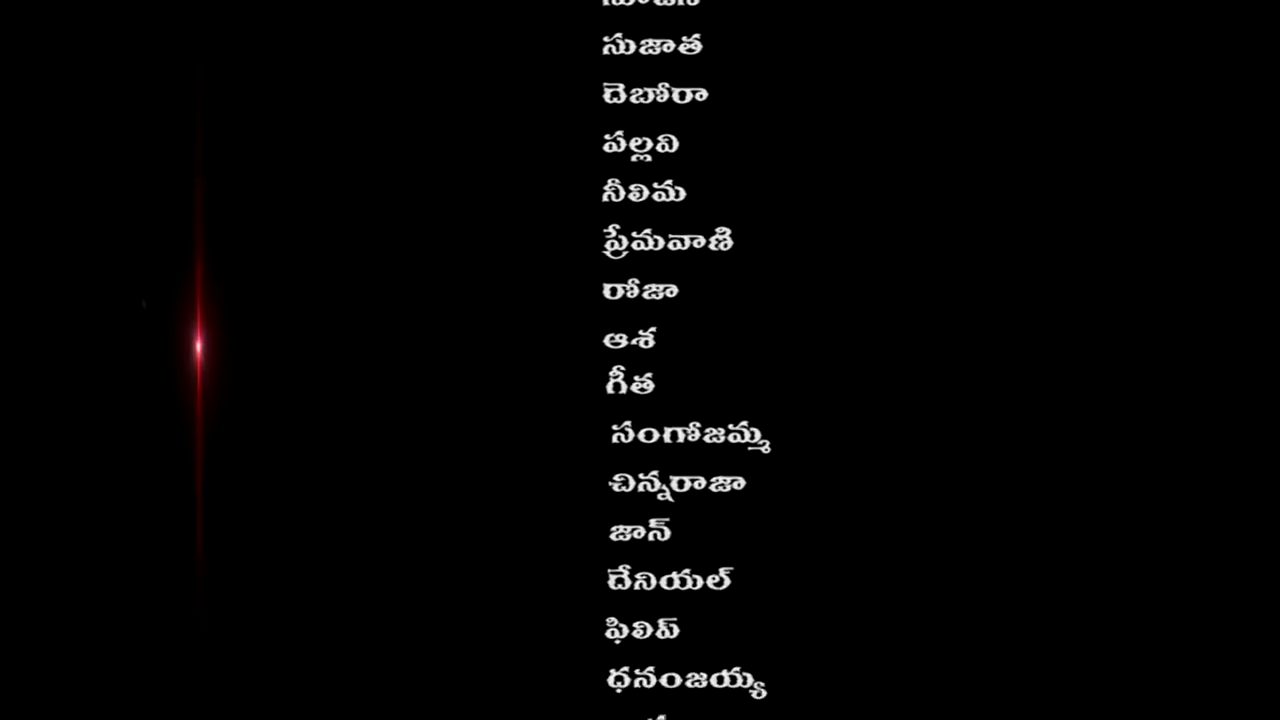 సుజాత
దెబోరా
పల్లవి
నీలిమ
ప్రేమవాణి
రోజా
ఆశ
గీత
సంగోజమ్మ
చిన్నరాజా
జాన్
దేనియల్
ఫిలిప్
ధనంజయ్య